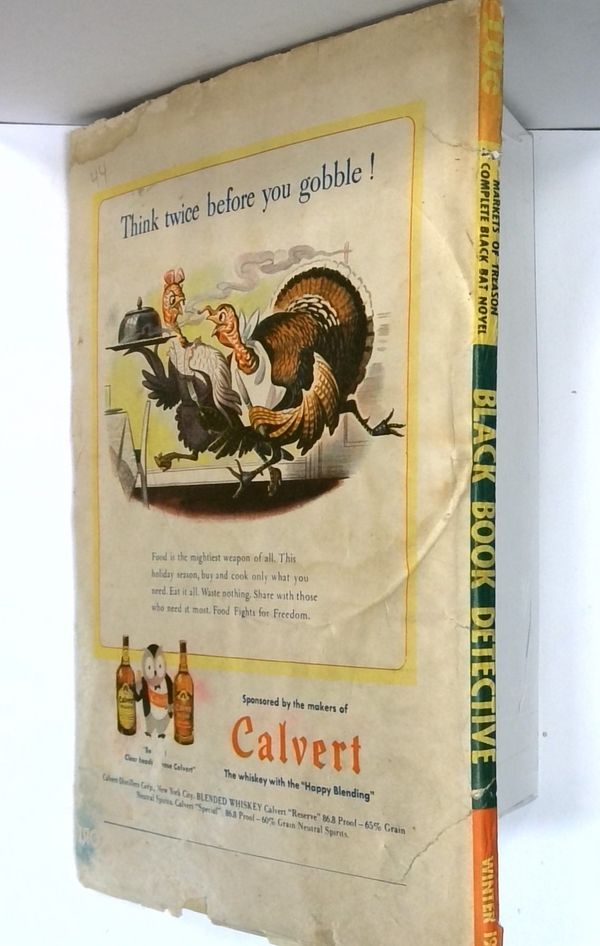 44
Think twice before you gobble!
Food is the mightiest weapon of all. This
holiday season, buy and cook only what you
need. Eat it all. Waste nothing. Share with those
who need it most. Food Fights for Freedom.
Sponsored by the makers of
Calvert
The whiskey with the "Happy Blending"
Clear heads Calvert"
Calvert Distillers Corp., New York City. BLENDED WHISKEY Calvert "Reserve" 86.8 Proof—65% Grain
Neutral Spirits. Calvert "Special" 86.8 Proof—60% Grain Neutral Spirits.
10c
MARKETS OF TREASON
A COMPLETE BLACK BAT NOVEL
BLACK BOOK DETECTIVE
WINTER